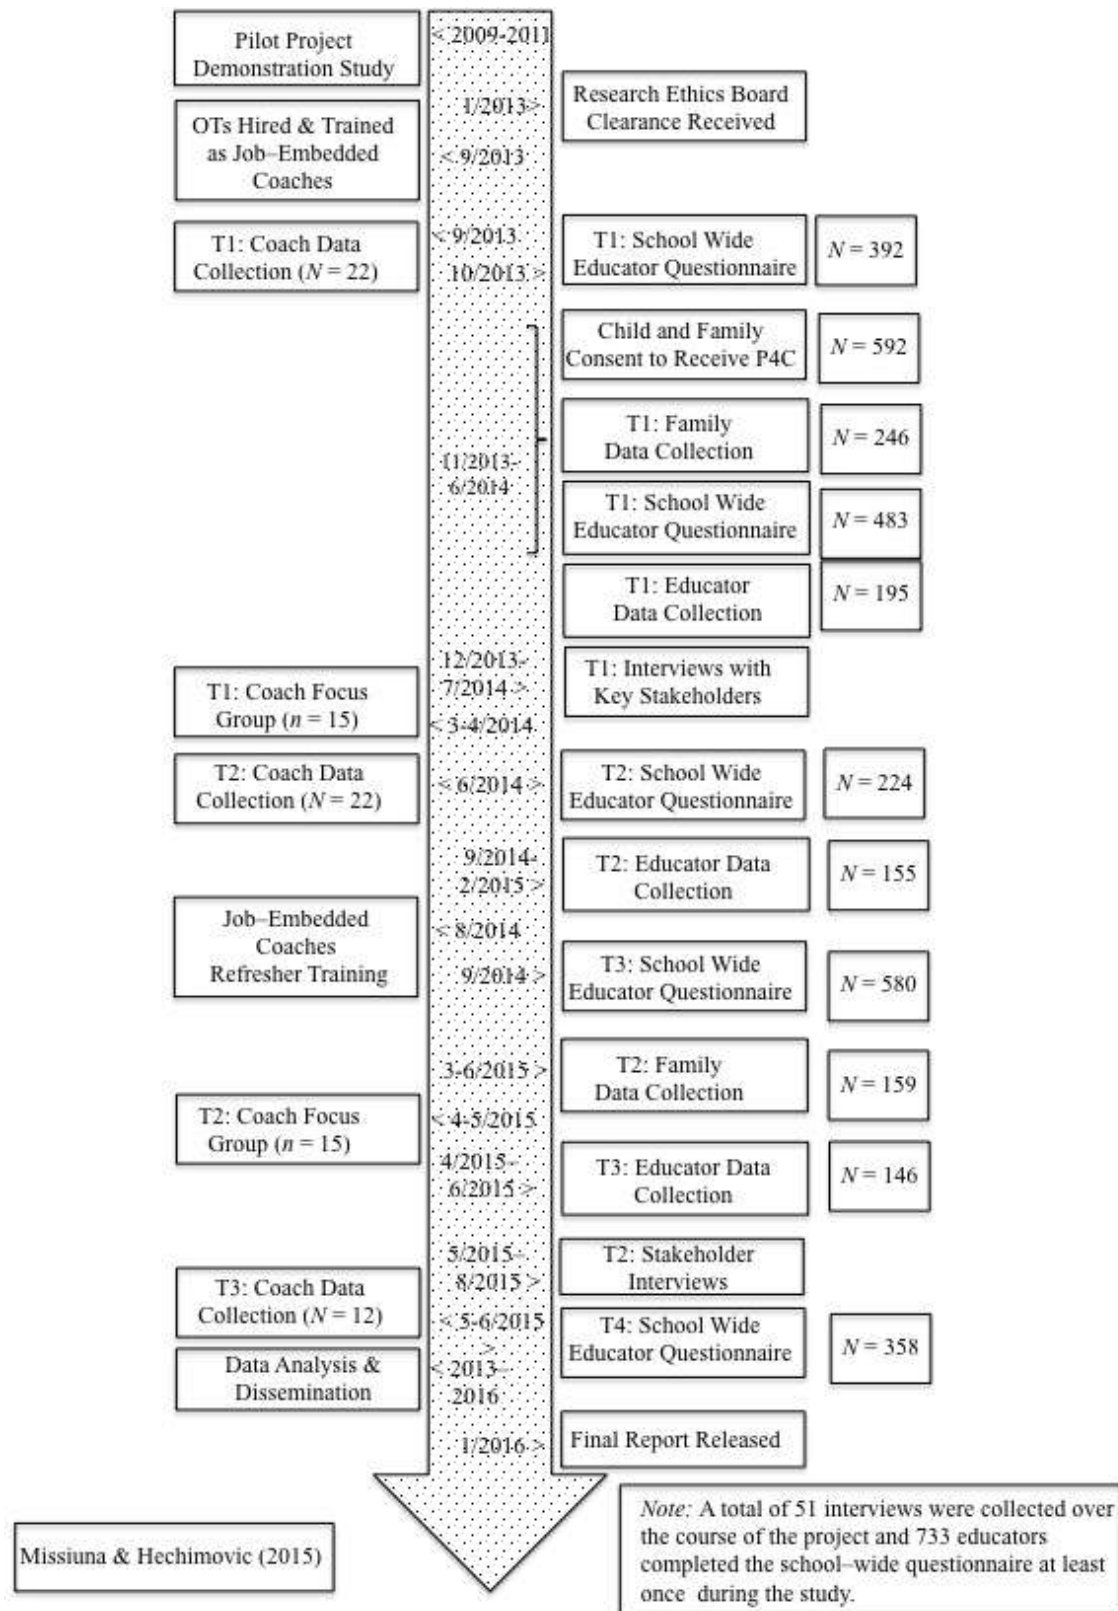 Pilot Project
Demonstration Study
< 2009-2011
1/2013>
Research Ethics Board
Clearance Received
OTs Hired & Trained
as Job–Embedded
Coaches
< 9/2013
T1: Coach Data
Collection (N = 22)
< 9/2013
10/2013 >
T1: School Wide
Educator Questionnaire
N = 392
Child and Family
Consent to Receive P4C
N = 592
T1: Family
Data Collection
N = 246
11/2013-
6/2014
T1: School Wide
Educator Questionnaire
N = 483
T1: Educator
Data Collection
N = 195
12/2013-
7/2014 >
T1: Interviews with
Key Stakeholders
T1: Coach Focus
Group (n = 15)
< 3-4/2014
T2: Coach Data
Collection (N = 22)
< 6/2014 >
T2: School Wide
Educator Questionnaire
N = 224
9/2014-
2/2015 >
T2: Educator Data
Collection
N = 155
Job–Embedded
Coaches
Refresher Training
< 8/2014
9/2014 >
T3: School Wide
Educator Questionnaire
N = 580
3-6/2015 >
T2: Family
Data Collection
N = 159
T2: Coach Focus
Group (n = 15)
< 4-5/2015
4/2015-
6/2015 >
T3: Educator Data
Collection
N = 146
5/2015-
8/2015 >
T2: Stakeholder
Interviews
T3: Coach Data
Collection (N = 12)
< 5-6/2015
>
T4: School Wide
Educator Questionnaire
N = 358
Data Analysis &
Dissemination
< 2013–
2016
1/2016 >
Final Report Released
Missiuna & Hechimovic (2015)
Note: A total of 51 interviews were collected over
the course of the project and 733 educators
completed the school–wide questionnaire at least
once during the study.